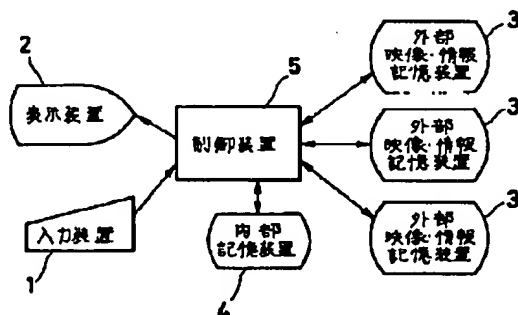 2
表示装置
5
制御装置
3
外部
映像・情報
記憶装置
3
外部
映像・情報
記憶装置
3
外部
映像・情報
記憶装置
入力装置
1
内部
記憶装置
4